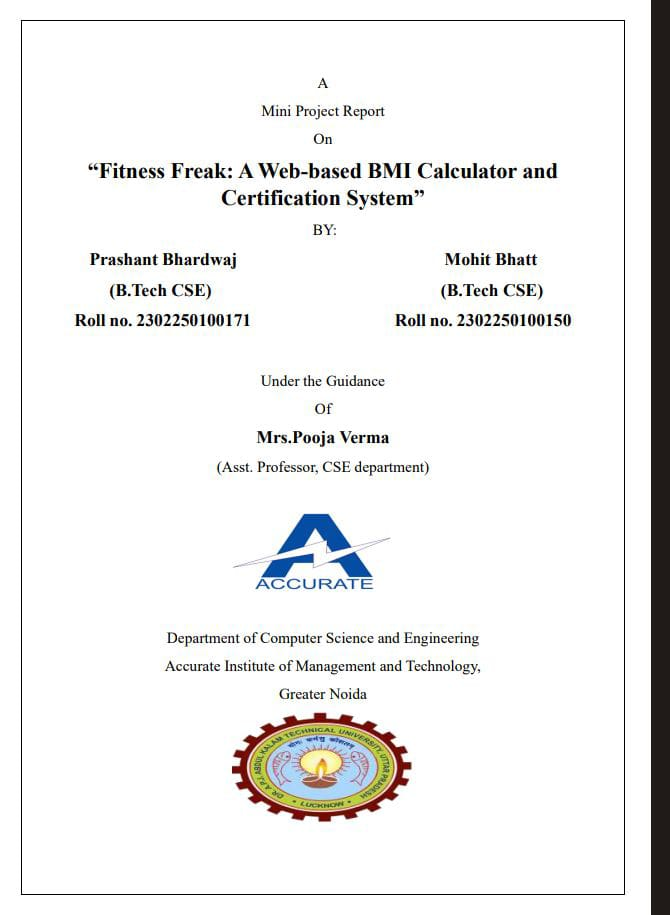 A
Mini Project Report
On
“Fitness Freak: A Web-based BMI Calculator and
Certification System”
BY:
Prashant Bhardwaj Mohit Bhatt
(B.Tech CSE) (B.Tech CSE)
Roll no. 2302250100171 Roll no. 2302250100150
Under the Guidance
Of
Mrs.Pooja Verma
(Asst. Professor, CSE department)
ACCURATE
Department of Computer Science and Engineering
Accurate Institute of Management and Technology,
Greater Noida
DR. A.P.J. ABDUL KALAM TECHNICAL UNIVERSITY UTTAR PRADESH
योगः कर्मसु कौशलम्
LUCKNOW